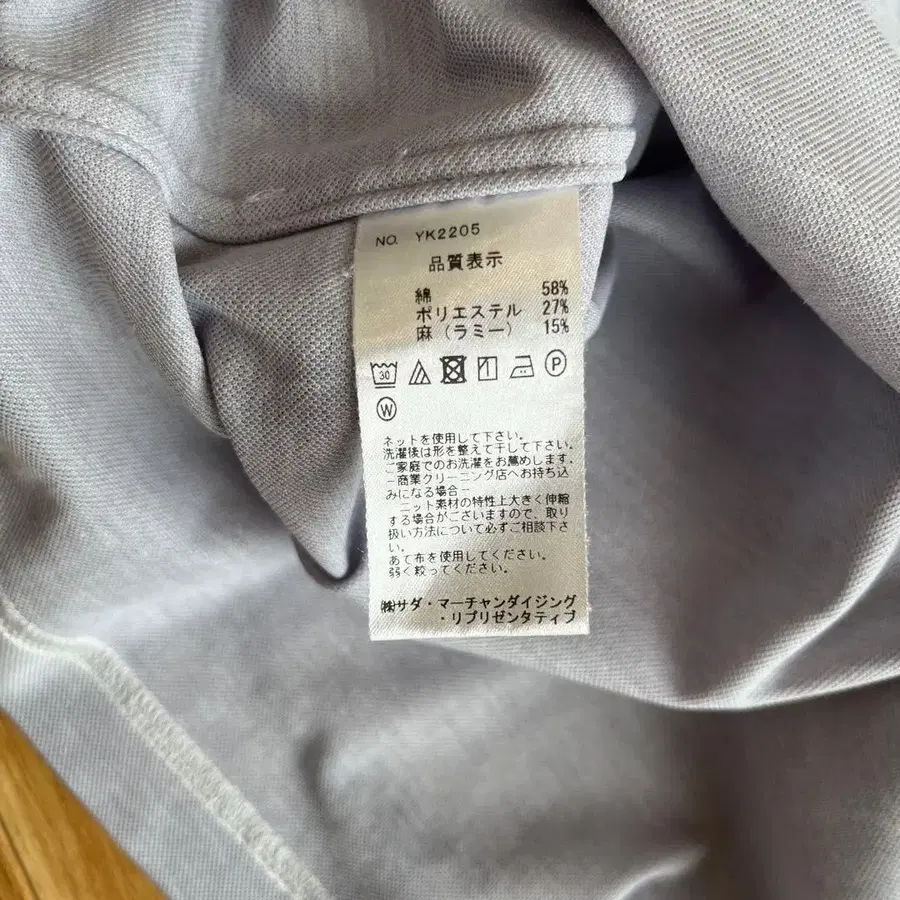 NO. YK2205
品質表示
綿 58%
ポリエステル 27%
麻（ラミー） 15%
30
P
W
ネットを使用して下さい。
洗濯後は形を整えて干して下さい。
ご家庭でのお洗濯をお薦めします。
－商業クリーニング店へお持ち込
みになる場合－
ニット素材の特性上大きく伸縮
する場合がございますので、取り
扱い方法について必ずご相談下さ
い。
あて布を使用してください。
弱く絞ってください。
㈱サダ・マーチャンダイジング
・リプリゼンタティブ